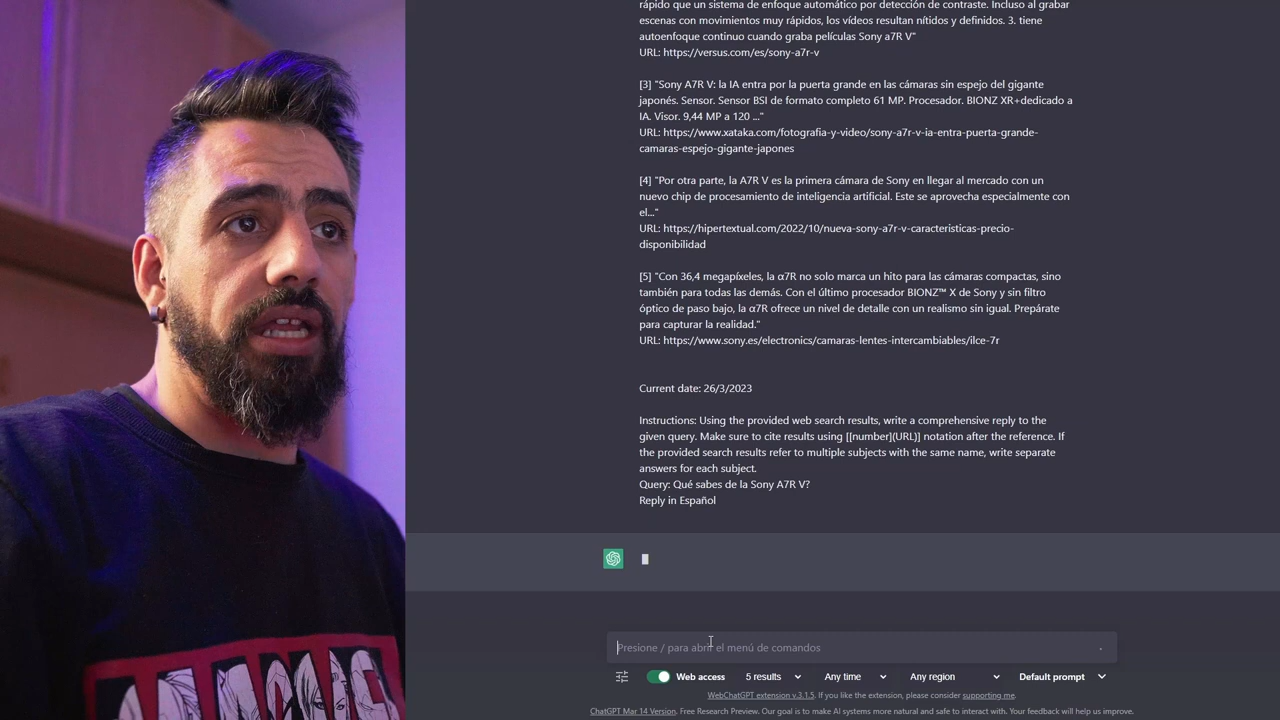 rápido que un sistema de enfoque automático por detección de contraste. Incluso al grabar
escenas con movimientos muy rápidos, los vídeos resultan nítidos y definidos. 3. tiene
autoenfoque continuo cuando graba películas Sony a7R V"
URL: https://versus.com/es/sony-a7r-v
[3] "Sony A7R V: la IA entra por la puerta grande en las cámaras sin espejo del gigante
japonés. Sensor. Sensor BSI de formato completo 61 MP. Procesador. BIONZ XR+dedicado a
IA. Visor. 9,44 MP a 120 ..."
URL: https://www.xataka.com/fotografia-y-video/sony-a7r-v-ia-entra-puerta-grande-
camaras-espejo-gigante-japones
[4] "Por otra parte, la A7R V es la primera cámara de Sony en llegar al mercado con un
nuevo chip de procesamiento de inteligencia artificial. Este se aprovecha especialmente con
el..."
URL: https://hipertextual.com/2022/10/nueva-sony-a7r-v-caracteristicas-precio-
disponibilidad
[5] "Con 36,4 megapíxeles, la α7R no solo marca un hito para las cámaras compactas, sino
también para todas las demás. Con el último procesador BIONZ™ X de Sony y sin filtro
óptico de paso bajo, la α7R ofrece un nivel de detalle con un realismo sin igual. Prepárate
para capturar la realidad."
URL: https://www.sony.es/electronics/camaras-lentes-intercambiables/ilce-7r
Current date: 26/3/2023
Instructions: Using the provided web search results, write a comprehensive reply to the
given query. Make sure to cite results using [[number](URL)] notation after the reference. If
the provided search results refer to multiple subjects with the same name, write separate
answers for each subject.
Query: Qué sabes de la Sony A7R V?
Reply in Español
Presione / para abrir el menú de comandos
Web access 5 results Any time Any region Default prompt
WebChatGPT extension v.3.1.5. If you like the extension, please consider supporting me.
ChatGPT Mar 14 Version. Free Research Preview. Our goal is to make AI systems more natural and safe to interact with. Your feedback will help us improve.